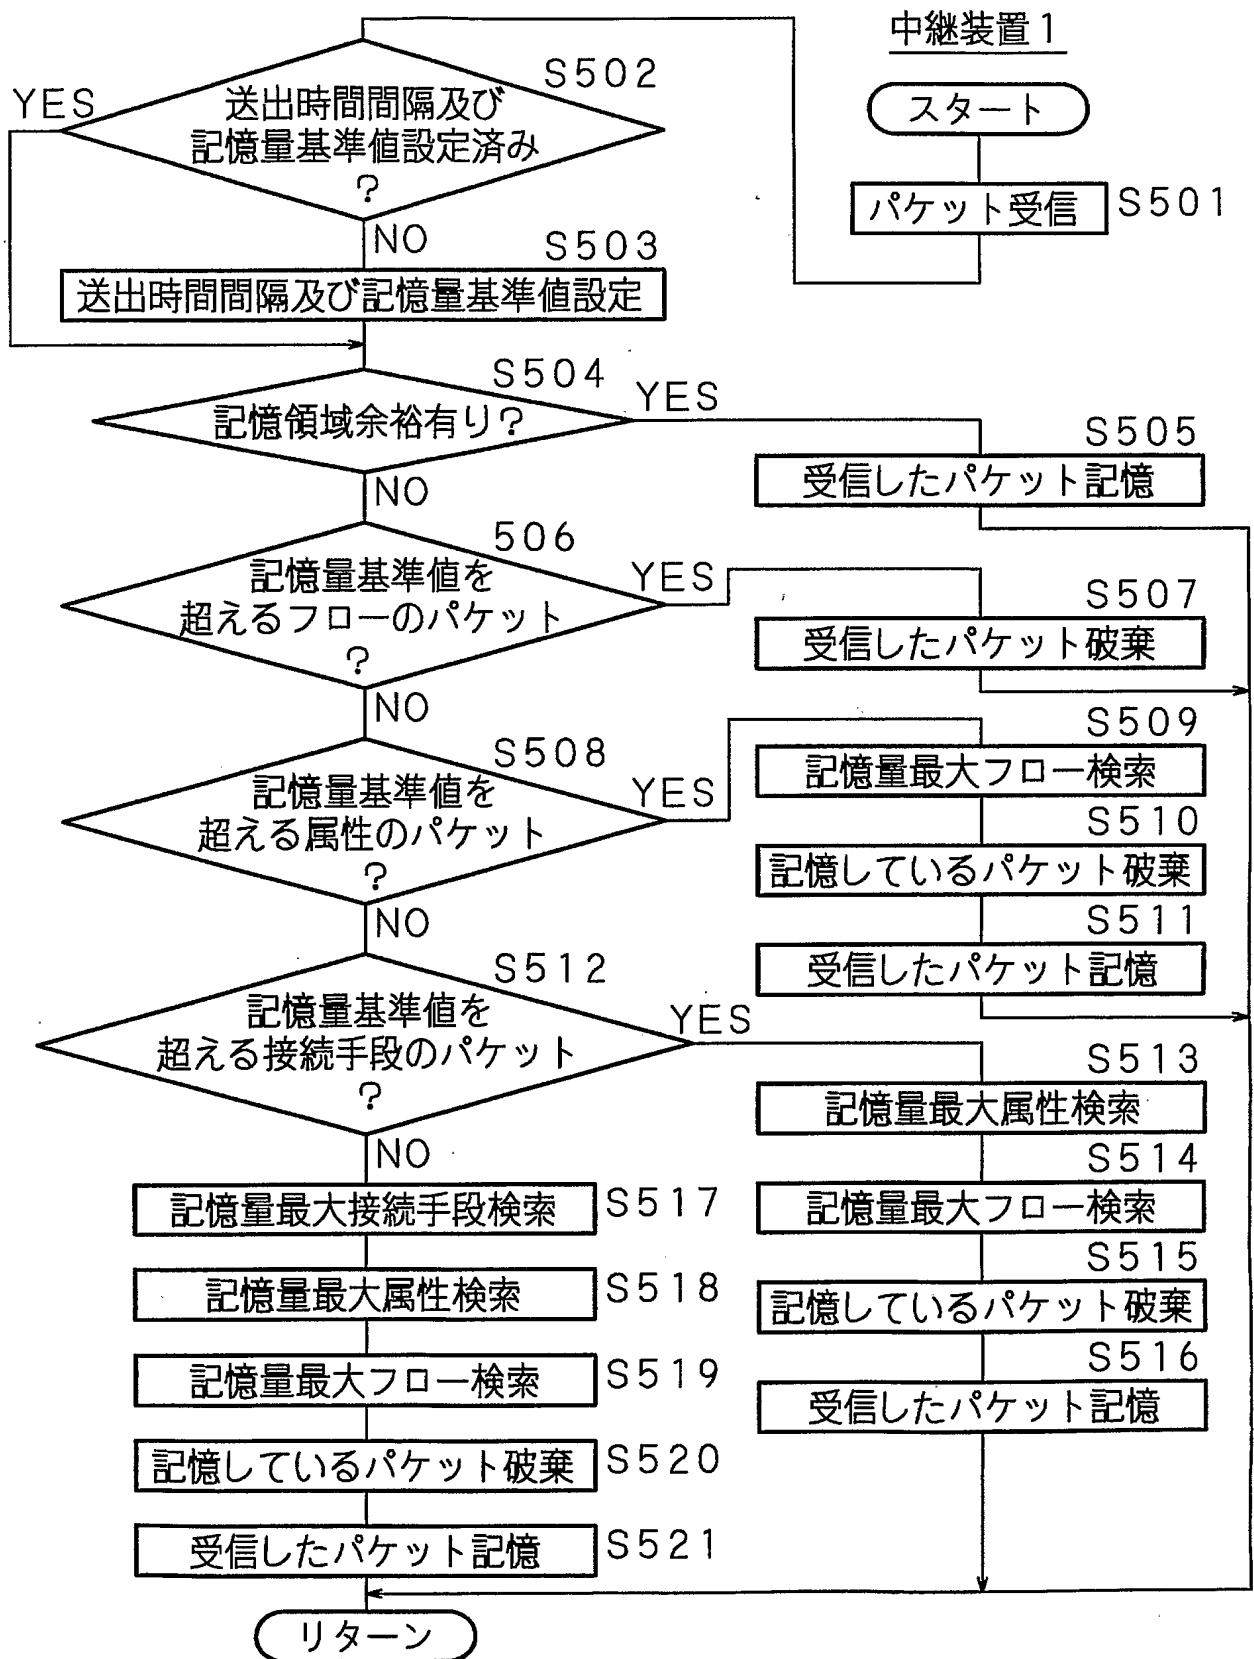 中継装置1
スタート
パケット受信
S501
S502
YES
送出時間間隔及び
記憶量基準値設定済み
?
NO
S503
送出時間間隔及び記憶量基準値設定
S504
記憶領域余裕有り?
YES
NO
S505
受信したパケット記憶
506
記憶量基準値を
超えるフローのパケット
?
YES
NO
S507
受信したパケット破棄
S508
記憶量基準値を
超える属性のパケット
?
YES
NO
S509
記憶量最大フロー検索
S510
記憶しているパケット破棄
S511
受信したパケット記憶
S512
記憶量基準値を
超える接続手段のパケット
?
YES
NO
S513
記憶量最大属性検索
S514
記憶量最大フロー検索
S515
記憶しているパケット破棄
S516
受信したパケット記憶
記憶量最大接続手段検索
S517
記憶量最大属性検索
S518
記憶量最大フロー検索
S519
記憶しているパケット破棄
S520
受信したパケット記憶
S521
リターン